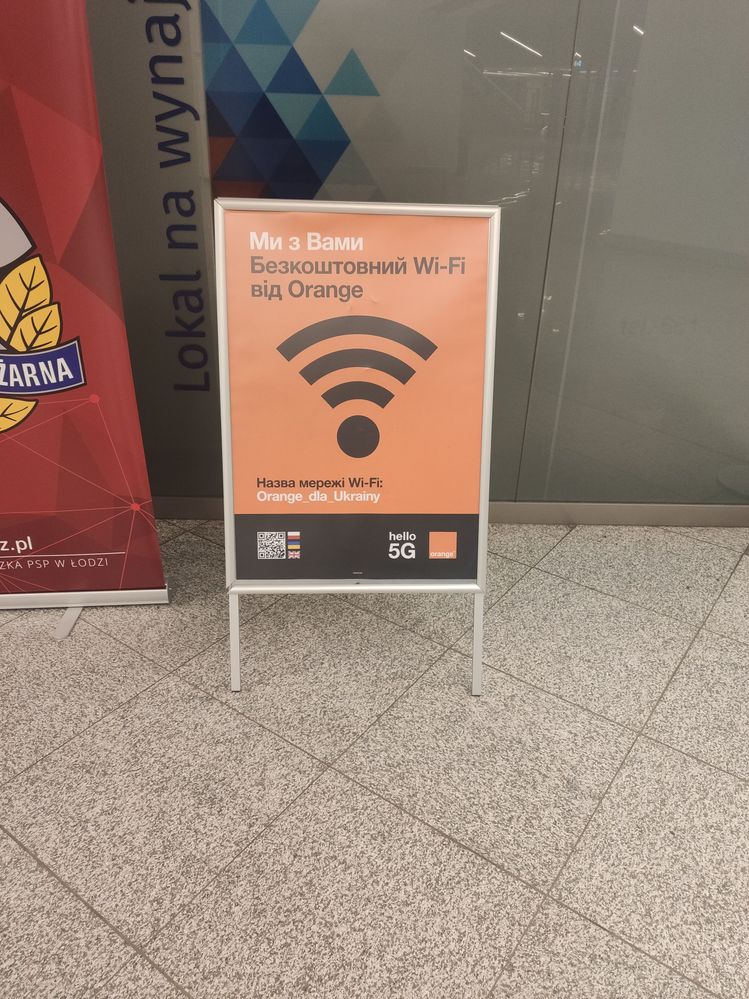 Lokal na wynaj
Ми з Вами
Безкоштовний Wi-Fi
від Orange
Назва мережі Wi-Fi:
Orange_dla_Ukrainy
hello
5G
orange
ŻARNA
z.pl
ZKA PSP W ŁODZI